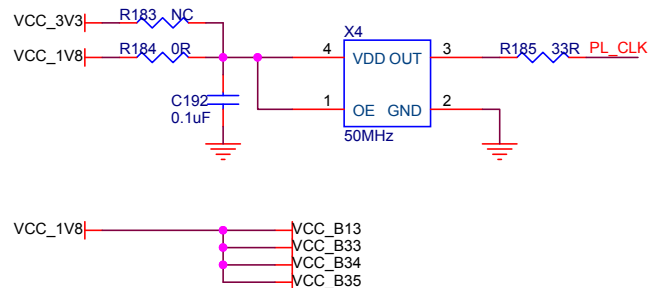 R183 NC
VCC_3V3
R184 0R
VCC_1V8
C192
0.1uF
X4
4 VDD OUT 3
1 OE GND 2
50MHz
R185 33R
PL_CLK
VCC_1V8
VCC_B13
VCC_B33
VCC_B34
VCC_B35